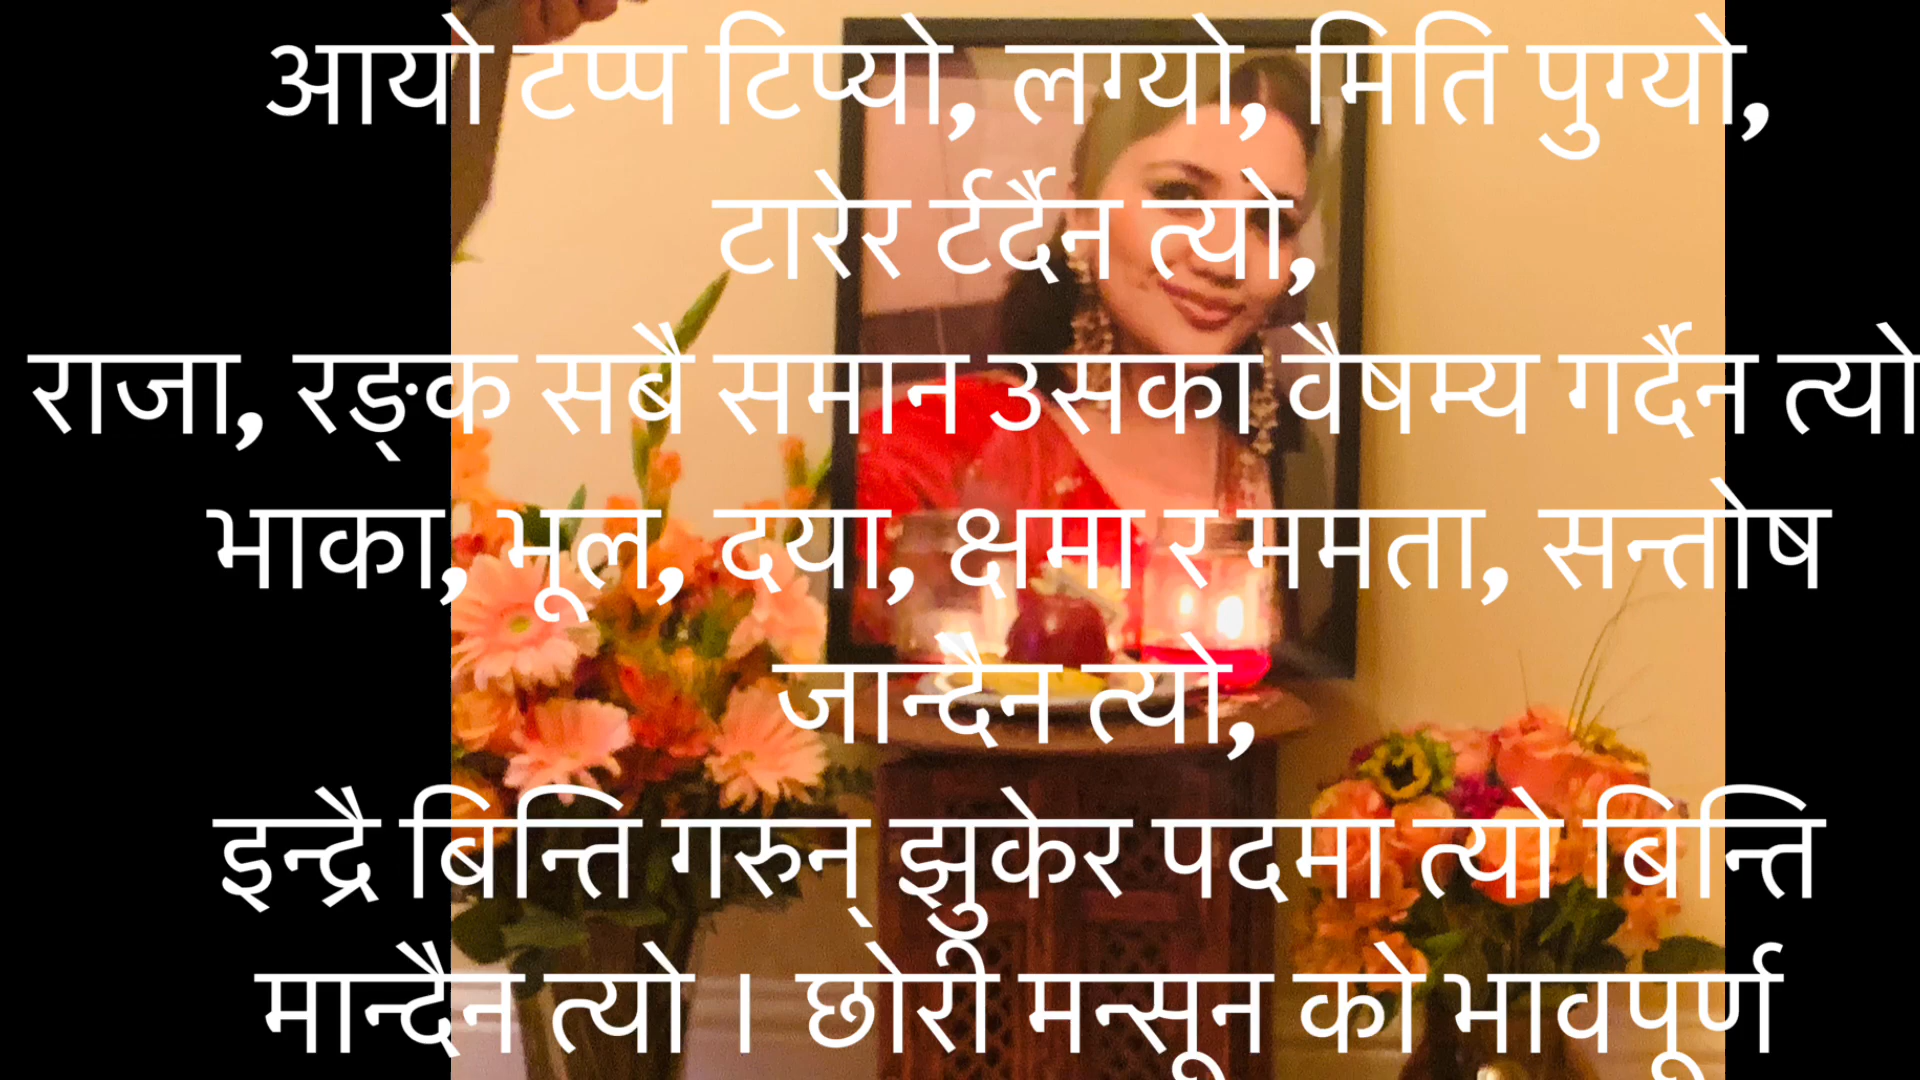 आयो टप्प टिप्यो, लग्यो, मिति पुग्यो,
टारेर र्टर्दैन त्यो,
राजा, रङ्क सबै समान उसका वैषम्य गर्दैन त्यो
भाका, भूल, दया, क्षमा र ममता, सन्तोष
जान्दैन त्यो,
इन्द्रै बिन्ति गरुन् झुकेर पदमा त्यो बिन्ति
मान्दैन त्यो । छोरी मन्सून को भावपूर्ण